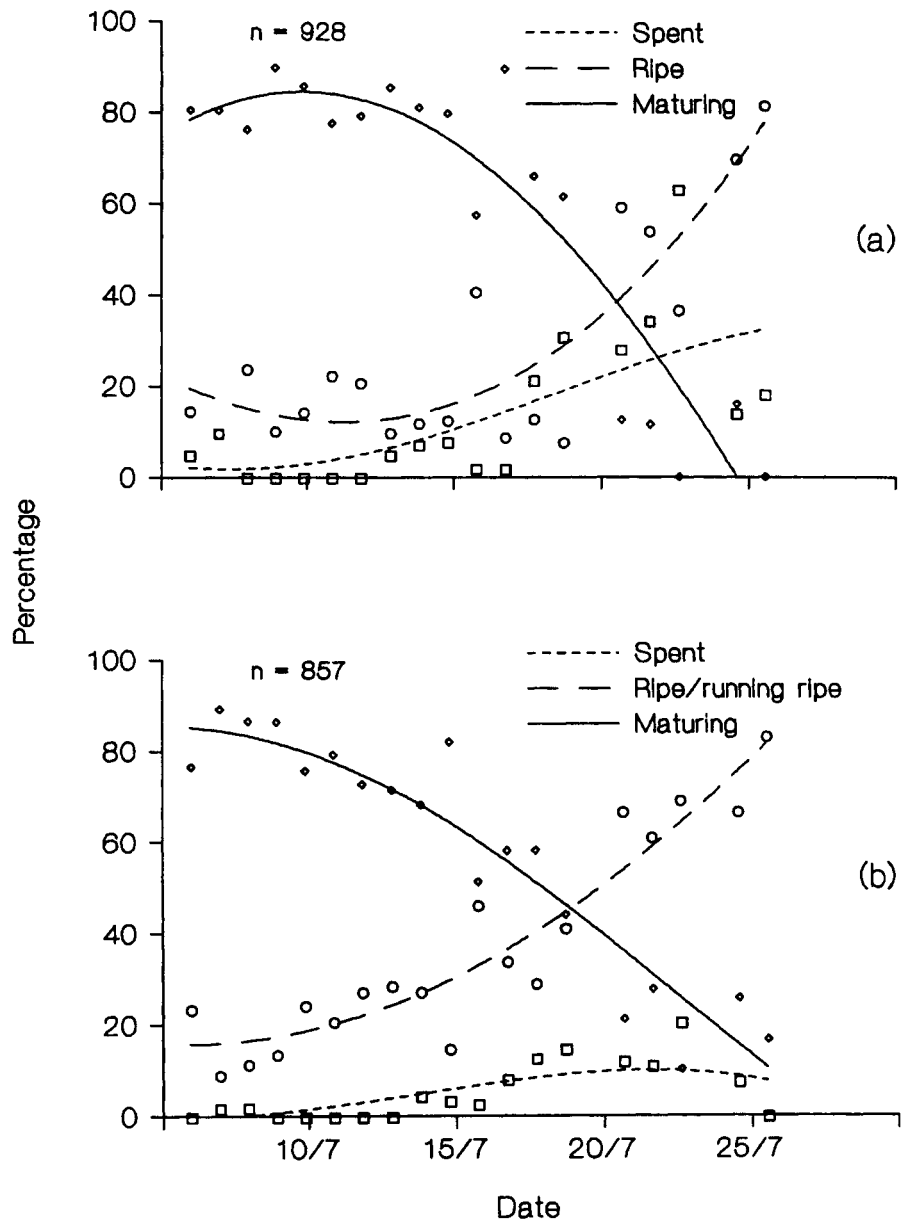 100
80
60
40
20
0
n = 928
Spent
Ripe
Maturing
(a)
Percentage
100
80
60
40
20
0
n = 857
Spent
Ripe/running ripe
Maturing
(b)
10/7 15/7 20/7 25/7
Date